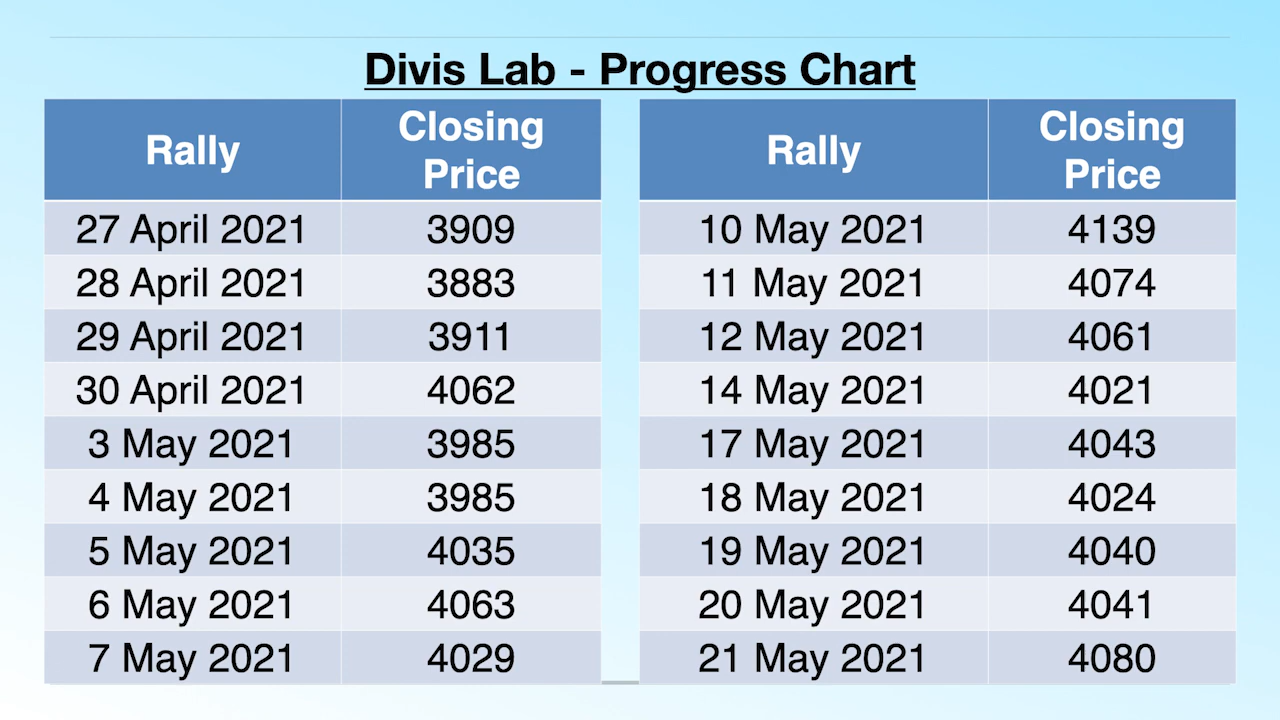 Divis Lab - Progress Chart
Rally Closing Price
27 April 2021 3909
28 April 2021 3883
29 April 2021 3911
30 April 2021 4062
3 May 2021 3985
4 May 2021 3985
5 May 2021 4035
6 May 2021 4063
7 May 2021 4029
Rally Closing Price
10 May 2021 4139
11 May 2021 4074
12 May 2021 4061
14 May 2021 4021
17 May 2021 4043
18 May 2021 4024
19 May 2021 4040
20 May 2021 4041
21 May 2021 4080